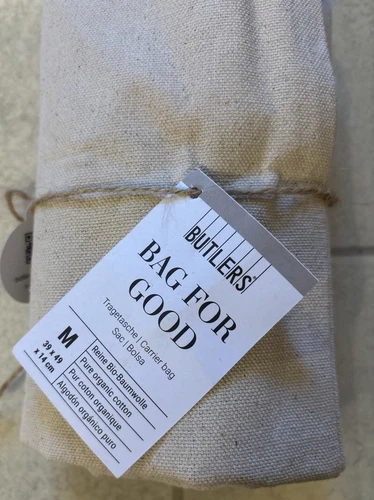 BUTLERS
BAG FOR
GOOD
Tragetasche | Carrier bag
Sac | Bolsa
M
39 x 49
x 14 cm
Reine Bio-Baumwolle
Pure organic cotton
Pur coton organique
Algodón orgánico puro